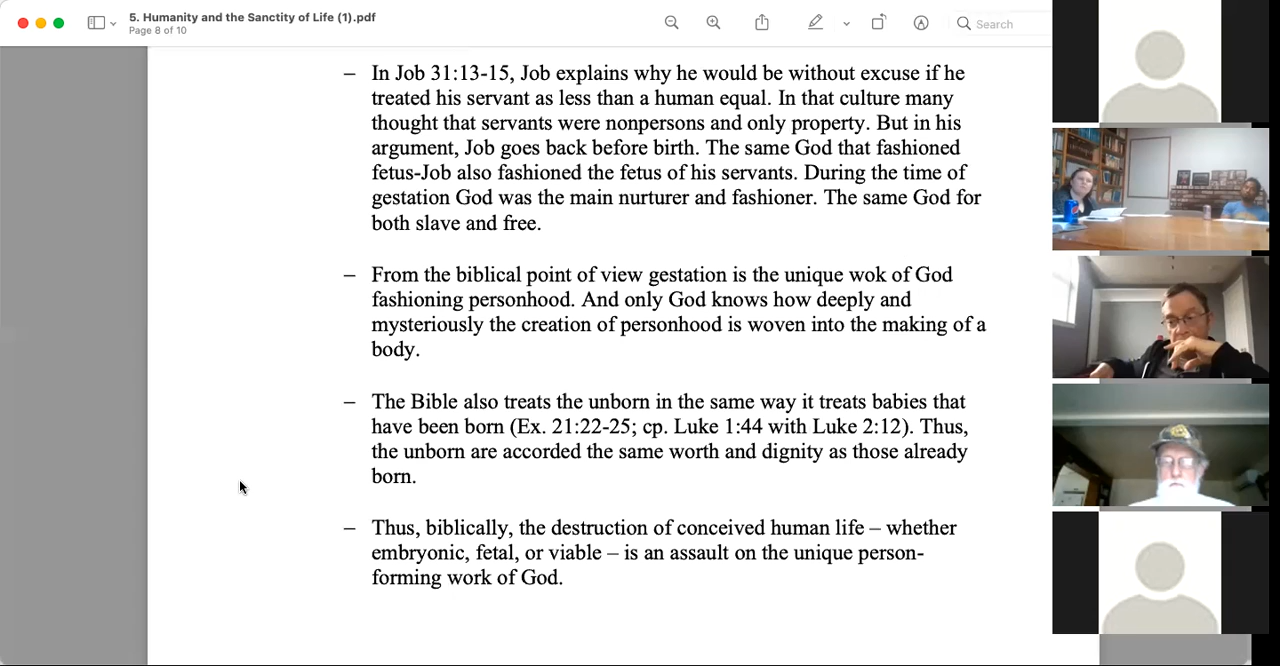 5. Humanity and the Sanctity of Life (1).pdf
Page 8 of 10
Search
– In Job 31:13-15, Job explains why he would be without excuse if he
treated his servant as less than a human equal. In that culture many
thought that servants were nonpersons and only property. But in his
argument, Job goes back before birth. The same God that fashioned
fetus-Job also fashioned the fetus of his servants. During the time of
gestation God was the main nurturer and fashioner. The same God for
both slave and free.
– From the biblical point of view gestation is the unique wok of God
fashioning personhood. And only God knows how deeply and
mysteriously the creation of personhood is woven into the making of a
body.
– The Bible also treats the unborn in the same way it treats babies that
have been born (Ex. 21:22-25; cp. Luke 1:44 with Luke 2:12). Thus,
the unborn are accorded the same worth and dignity as those already
born.
– Thus, biblically, the destruction of conceived human life – whether
embryonic, fetal, or viable – is an assault on the unique person-
forming work of God.